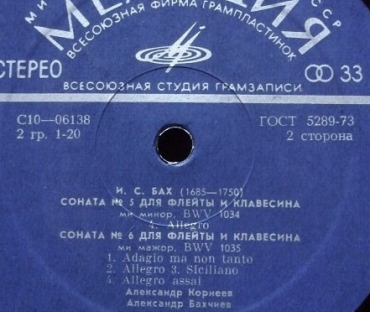 МЕЛОДИЯ
ВСЕСОЮЗНАЯ ФИРМА ГРАМПЛАСТИНОК
СТЕРЕО
33
ВСЕСОЮЗНАЯ СТУДИЯ ГРАМЗАПИСИ
С10—06138
ГОСТ 5289-73
2 гр. 1-20
2 сторона
И. С. БАХ (1685—1750)
СОНАТА № 5 ДЛЯ ФЛЕЙТЫ И КЛАВЕСИНА
ми минор, BWV 1034
4. Allegro
СОНАТА № 6 ДЛЯ ФЛЕЙТЫ И КЛАВЕСИНА
ми мажор, BWV 1035
1. Adagio ma non tanto
2. Allegro 3. Siciliano
4. Allegro assai
Александр Корнеев
Александр Бахчиев